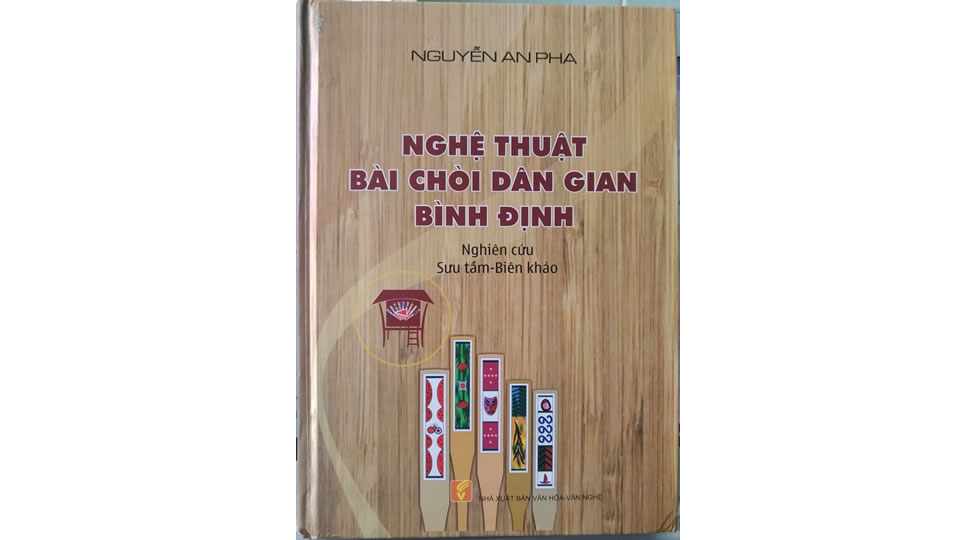 NGUYỄN AN PHA
NGHỆ THUẬT
BÀI CHÒI DÂN GIAN
BÌNH ĐỊNH
Nghiên cứu
Sưu tầm-Biên khảo
NHÀ XUẤT BẢN VĂN HÓA-VĂN NGHỆ